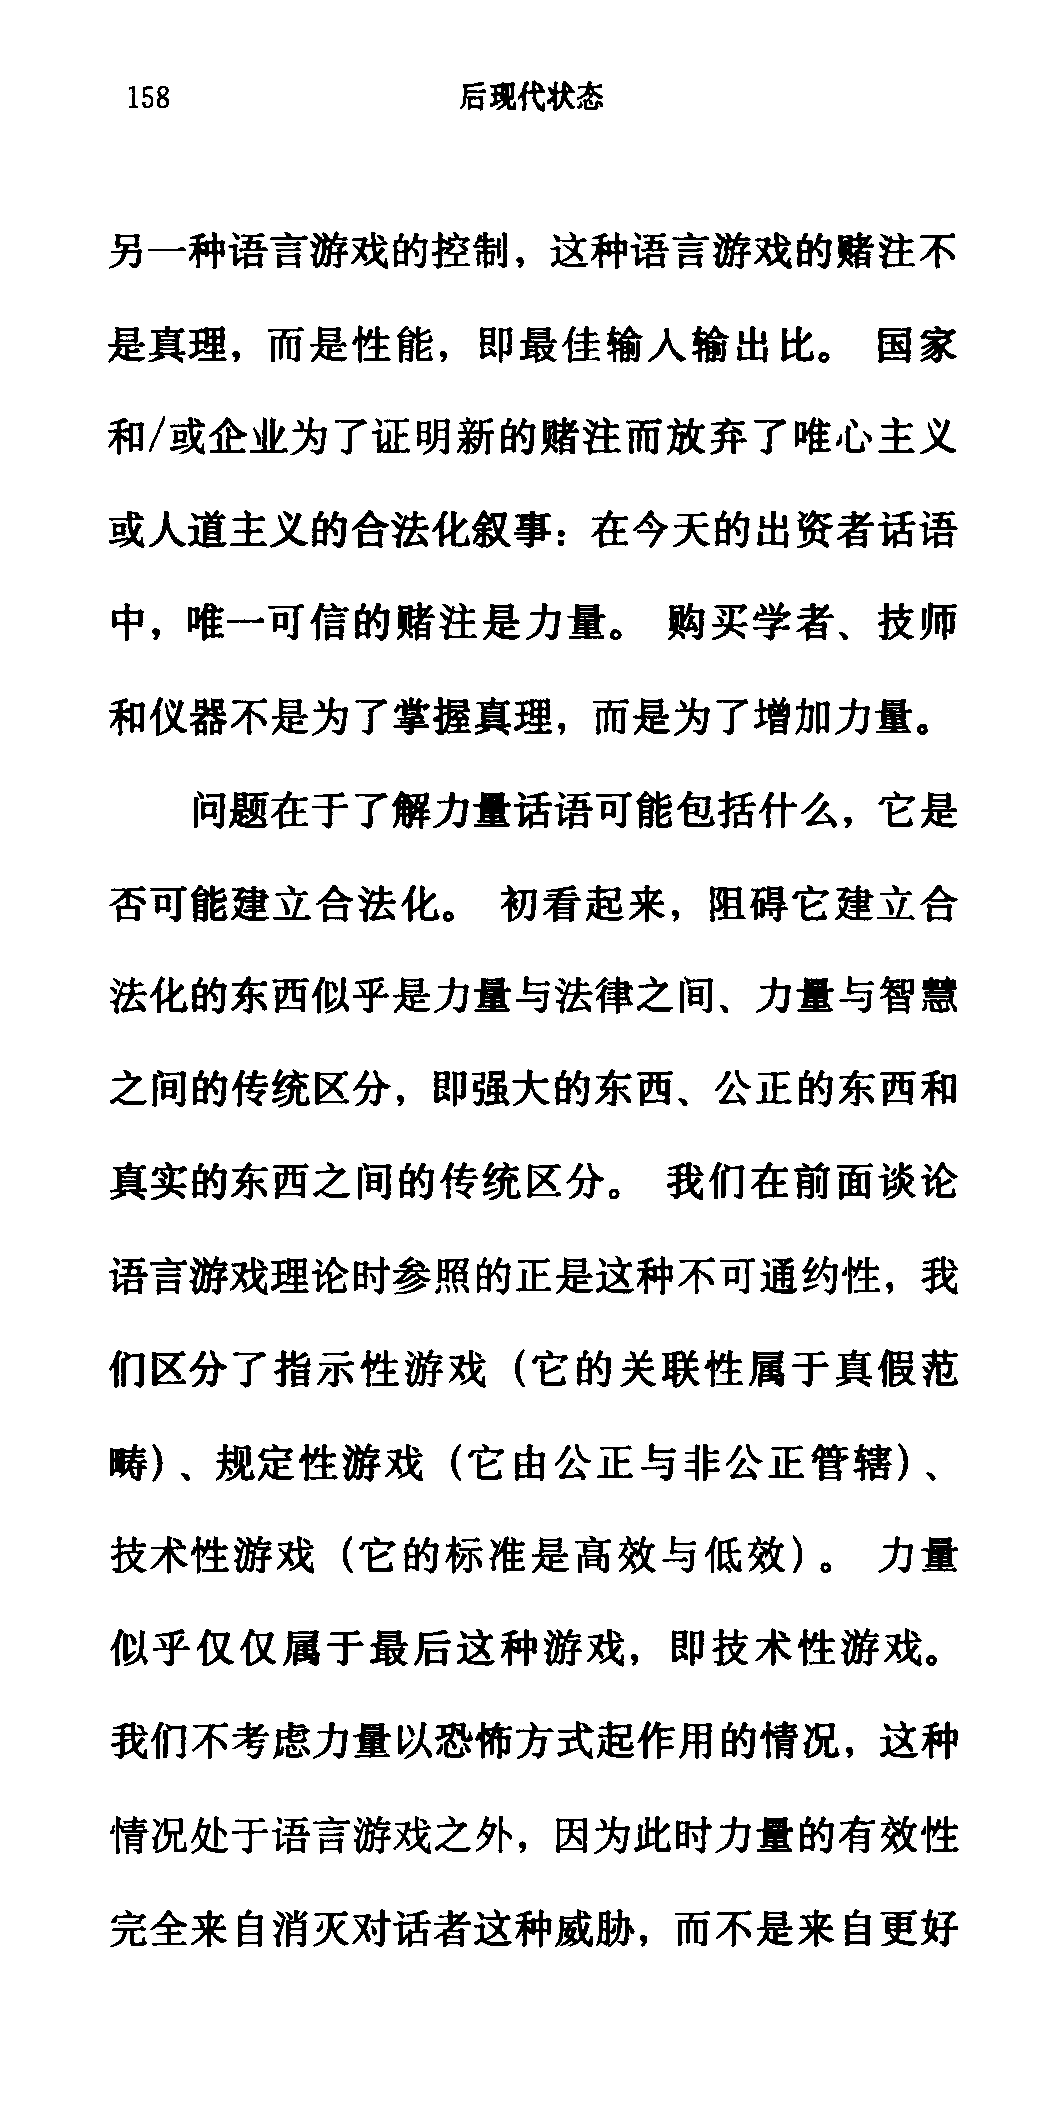 158 后现代状态
另一种语言游戏的控制，这种语言游戏的赌注不
是真理，而是性能，即最佳输入输出比。 国家
和/或企业为了证明新的赌注而放弃了唯心主义
或人道主义的合法化叙事：在今天的出资者话语
中，唯一可信的赌注是力量。 购买学者、技师
和仪器不是为了掌握真理，而是为了增加力量。
问题在于了解力量话语可能包括什么，它是
否可能建立合法化。 初看起来，阻碍它建立合
法化的东西似乎是力量与法律之间、力量与智慧
之间的传统区分，即强大的东西、公正的东西和
真实的东西之间的传统区分。 我们在前面谈论
语言游戏理论时参照的正是这种不可通约性，我
们区分了指示性游戏（它的关联性属于真假范
畴）、规定性游戏（它由公正与非公正管辖）、
技术性游戏（它的标准是高效与低效）。 力量
似乎仅仅属于最后这种游戏，即技术性游戏。
我们不考虑力量以恐怖方式起作用的情况，这种
情况处于语言游戏之外，因为此时力量的有效性
完全来自消灭对话者这种威胁，而不是来自更好